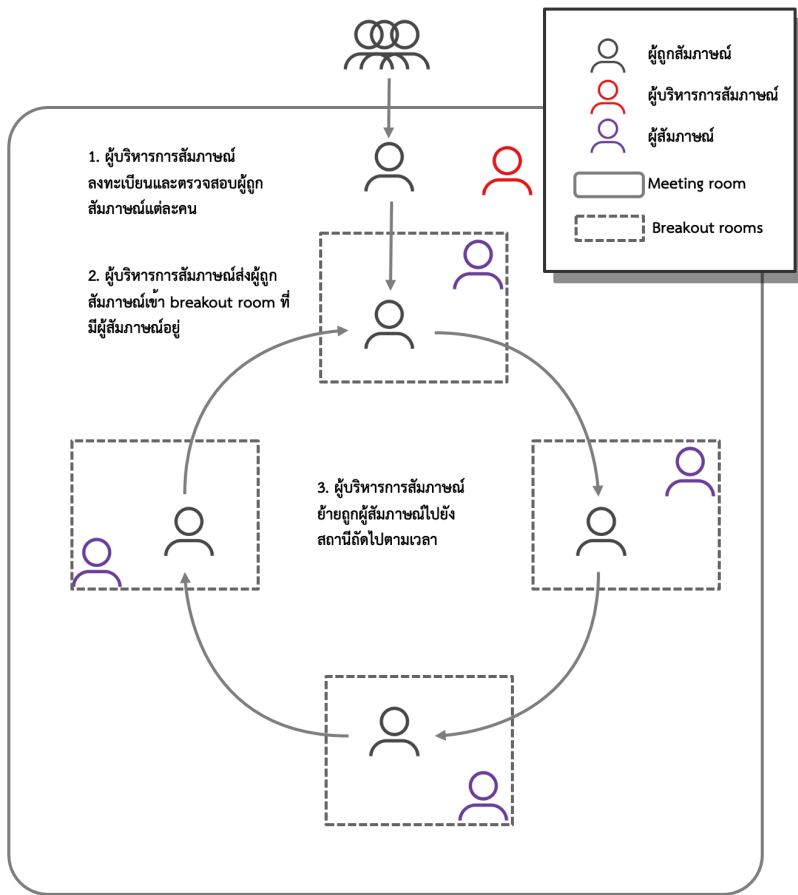 ผู้ถูกสัมภาษณ์
ผู้บริหารการสัมภาษณ์
ผู้สัมภาษณ์
Meeting room
Breakout rooms
1. ผู้บริหารการสัมภาษณ์
ลงทะเบียนและตรวจสอบผู้ถูก
สัมภาษณ์แต่ละคน
2. ผู้บริหารการสัมภาษณ์ส่งผู้ถูก
สัมภาษณ์เข้า breakout room ที่
มีผู้สัมภาษณ์อยู่
3. ผู้บริหารการสัมภาษณ์
ย้ายถูกผู้สัมภาษณ์ไปยัง
สถานีถัดไปตามเวลา